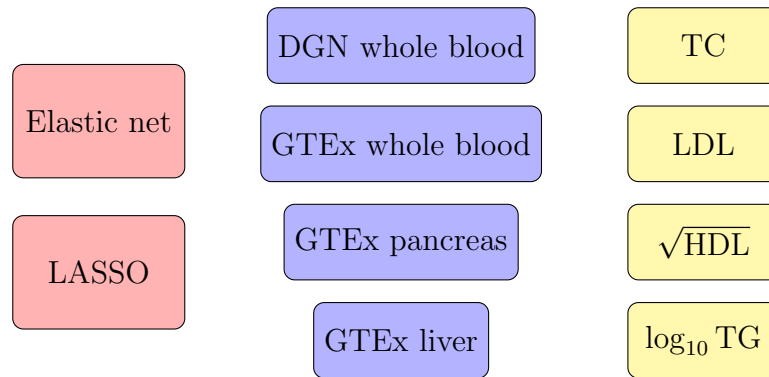 Elastic net
LASSO
DGN whole blood
GTEx whole blood
GTEx pancreas
GTEx liver
TC
LDL
√HDL
log₁₀ TG